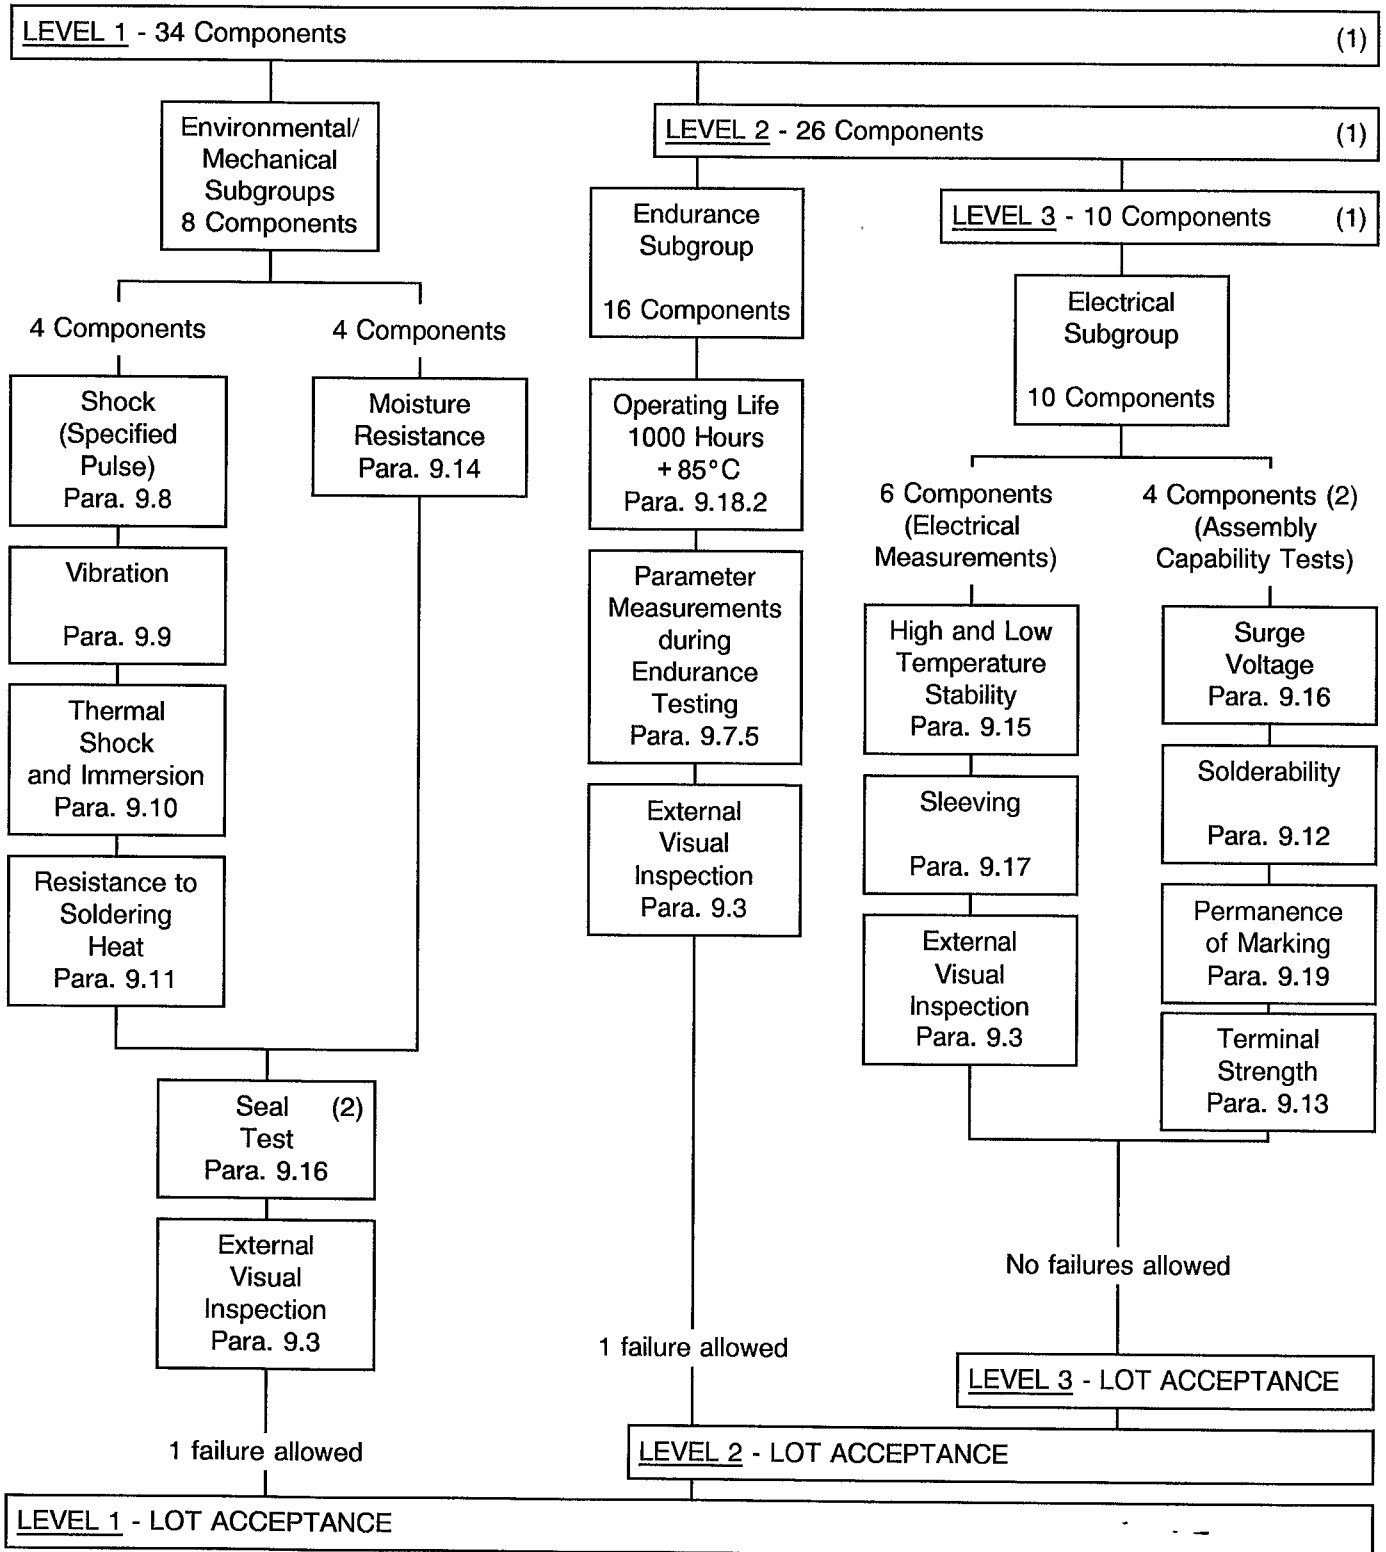 LEVEL 1 - 34 Components (1)
Environmental/
Mechanical
Subgroups
8 Components
LEVEL 2 - 26 Components (1)
Endurance
Subgroup
16 Components
LEVEL 3 - 10 Components (1)
Electrical
Subgroup
10 Components
4 Components
4 Components
Shock
(Specified
Pulse)
Para. 9.8
Vibration
Para. 9.9
Thermal
Shock
and Immersion
Para. 9.10
Resistance to
Soldering
Heat
Para. 9.11
Moisture
Resistance
Para. 9.14
Seal (2)
Test
Para. 9.16
External
Visual
Inspection
Para. 9.3
1 failure allowed
Operating Life
1000 Hours
+85°C
Para. 9.18.2
Parameter
Measurements
during
Endurance
Testing
Para. 9.7.5
External
Visual
Inspection
Para. 9.3
1 failure allowed
6 Components
(Electrical
Measurements)
High and Low
Temperature
Stability
Para. 9.15
Sleeving
Para. 9.17
External
Visual
Inspection
Para. 9.3
4 Components (2)
(Assembly
Capability Tests)
Surge
Voltage
Para. 9.16
Solderability
Para. 9.12
Permanence
of Marking
Para. 9.19
Terminal
Strength
Para. 9.13
No failures allowed
LEVEL 3 - LOT ACCEPTANCE
LEVEL 2 - LOT ACCEPTANCE
LEVEL 1 - LOT ACCEPTANCE